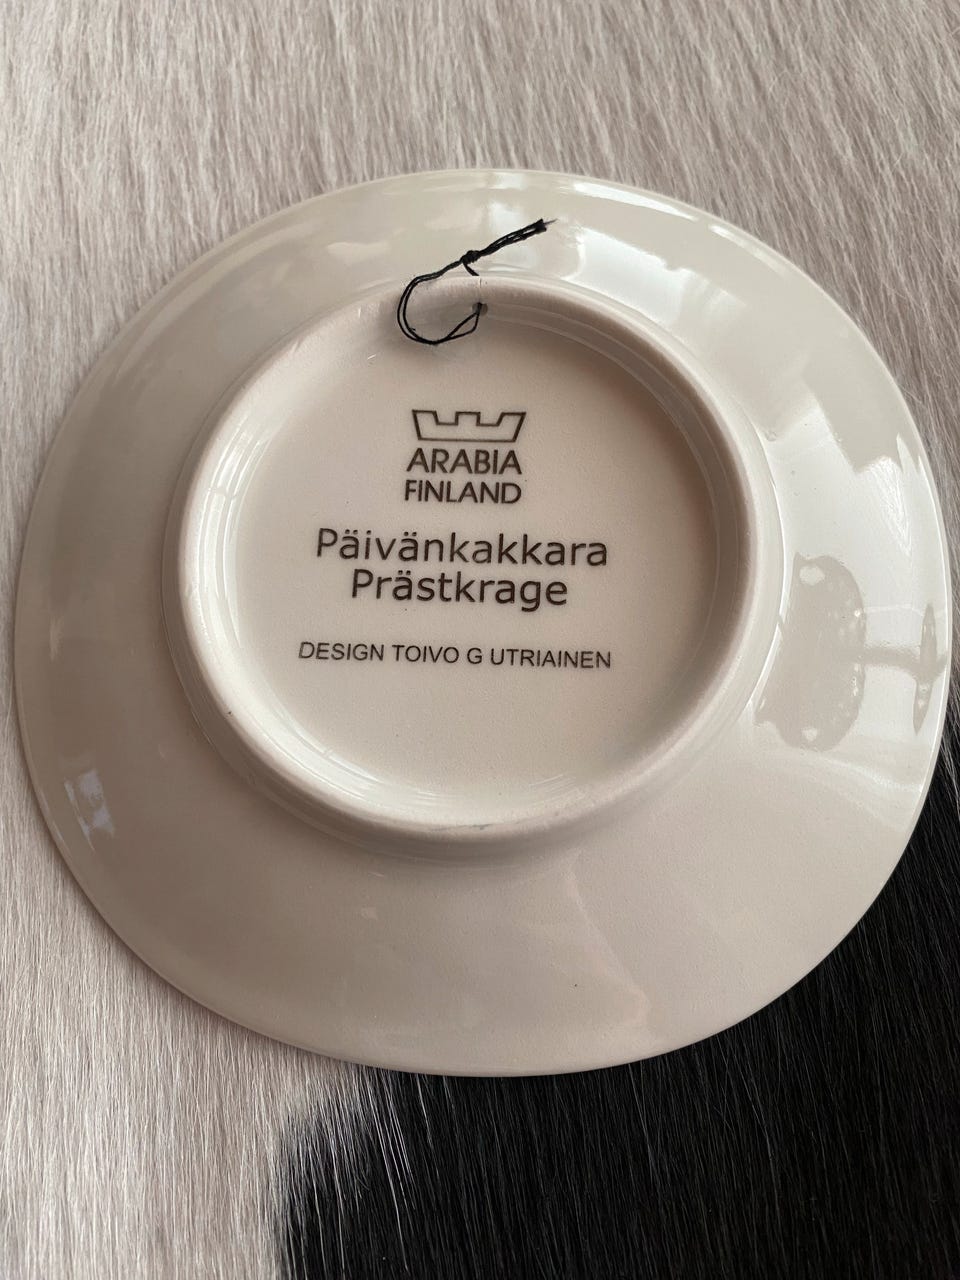 ARABIA
FINLAND
Päivänkakkara
Prästkrage
DESIGN TOIVO G UTRIAINEN